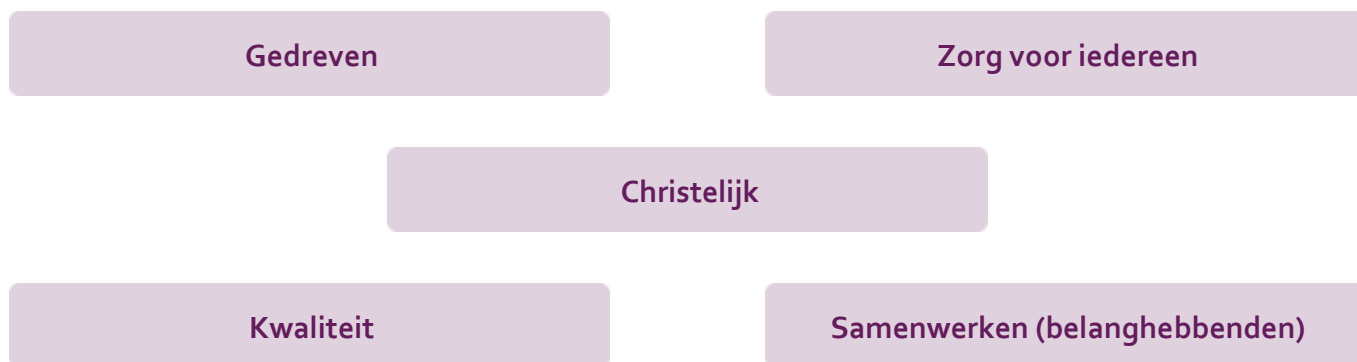 Gedreven
Zorg voor iedereen
Christelijk
Kwaliteit
Samenwerken (belanghebbenden)